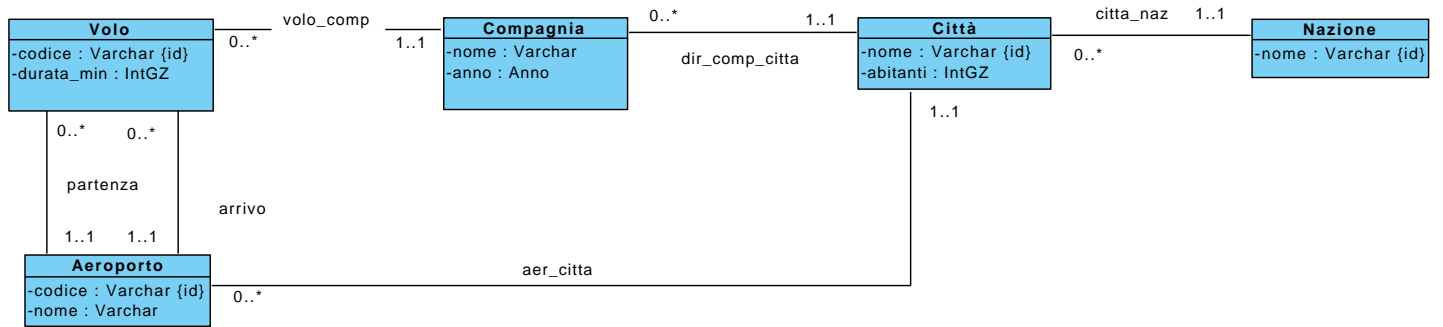 Volo
-codice : Varchar {id}
-durata_min : IntGZ
0..*
volo_comp
1..1
Compagnia
-nome : Varchar
-anno : Anno
0..*
1..1
dir_comp_citta
Città
-nome : Varchar {id}
-abitanti : IntGZ
citta_naz
1..1
0..*
Nazione
-nome : Varchar {id}
0..*
0..*
1..1
partenza
arrivo
1..1
1..1
Aeroporto
-codice : Varchar {id}
-nome : Varchar
0..*
aer_citta